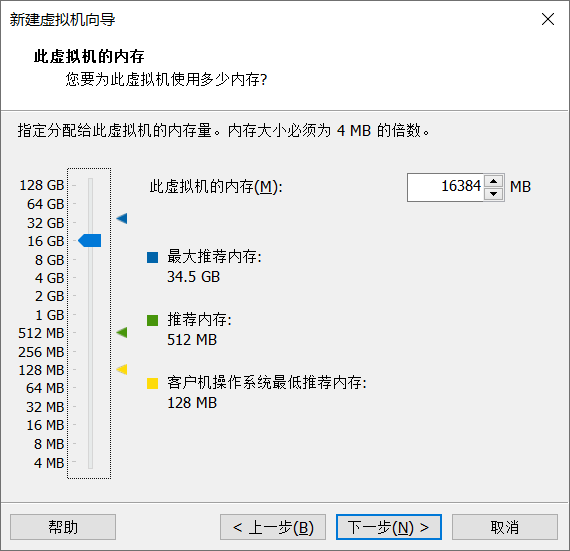 新建虚拟机向导
此虚拟机的内存
您要为此虚拟机使用多少内存?
指定分配给此虚拟机的内存量。内存大小必须为 4 MB 的倍数。
128 GB
64 GB
32 GB
16 GB
8 GB
4 GB
2 GB
1 GB
512 MB
256 MB
128 MB
64 MB
32 MB
16 MB
8 MB
4 MB
此虚拟机的内存(M):
16384 MB
最大推荐内存:
34.5 GB
推荐内存:
512 MB
客户机操作系统最低推荐内存:
128 MB
帮助
< 上一步(B)
下一步(N) >
取消